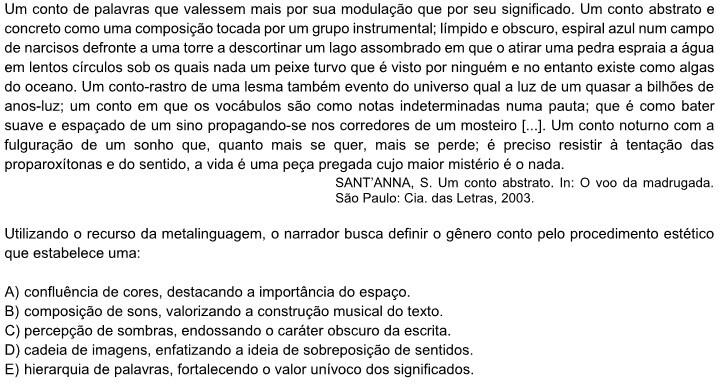 Um conto de palavras que valessem mais por sua modulação que por seu significado. Um conto abstrato e
concreto como uma composição tocada por um grupo instrumental; límpido e obscuro, espiral azul num campo
de narcisos defronte a uma torre a descortinar um lago assombrado em que o atirar uma pedra espraia a água
em lentos círculos sob os quais nada um peixe turvo que é visto por ninguém e no entanto existe como algas
do oceano. Um conto-rastro de uma lesma também evento do universo qual a luz de um quasar a bilhões de
anos-luz; um conto em que os vocábulos são como notas indeterminadas numa pauta; que é como bater
suave e espaçado de um sino propagando-se nos corredores de um mosteiro [...]. Um conto noturno com a
fulguração de um sonho que, quanto mais se quer, mais se perde; é preciso resistir à tentação das
proparoxítonas e do sentido, a vida é uma peça pregada cujo maior mistério é o nada.
SANT'ANNA, S. Um conto abstrato. In: O voo da madrugada.
São Paulo: Cia. das Letras, 2003.
Utilizando o recurso da metalinguagem, o narrador busca definir o gênero conto pelo procedimento estético
que estabelece uma:
A) confluência de cores, destacando a importância do espaço.
B) composição de sons, valorizando a construção musical do texto.
C) percepção de sombras, endossando o caráter obscuro da escrita.
D) cadeia de imagens, enfatizando a ideia de sobreposição de sentidos.
E) hierarquia de palavras, fortalecendo o valor unívoco dos significados.